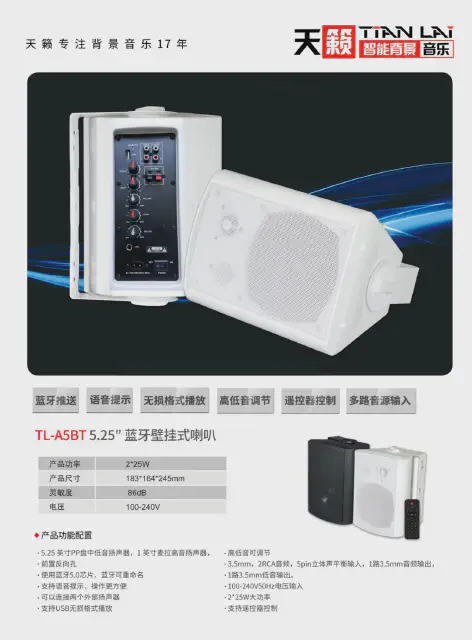 天籁专注背景音乐17年
天籁 TIAN LAI
智能背景 音乐
蓝牙推送 语音提示 无损格式播放 高低音调节 遥控器控制 多路音源输入
TL-A5BT 5.25” 蓝牙壁挂式喇叭
产品功率 2*25W
产品尺寸 183*164*245mm
灵敏度 86dB
电压 100-240V
产品功能配置
· 5.25 英寸PP盘中低音扬声器，1 英寸麦拉高音扬声器。
· 前置反向孔
· 使用蓝牙5.0芯片，蓝牙可重命名
· 支持语音提示，操作更方便
· 可以连接两个外部扬声器
· 支持USB无损格式播放
· 高低音可调节
· 3.5mm，2RCA音频，5pin立体声平衡输入，1路3.5mm音频输出，
· 1路3.5mm低音输出。
· 100-240V50Hz电压输入
· 2*25W大功率
· 支持遥控器控制